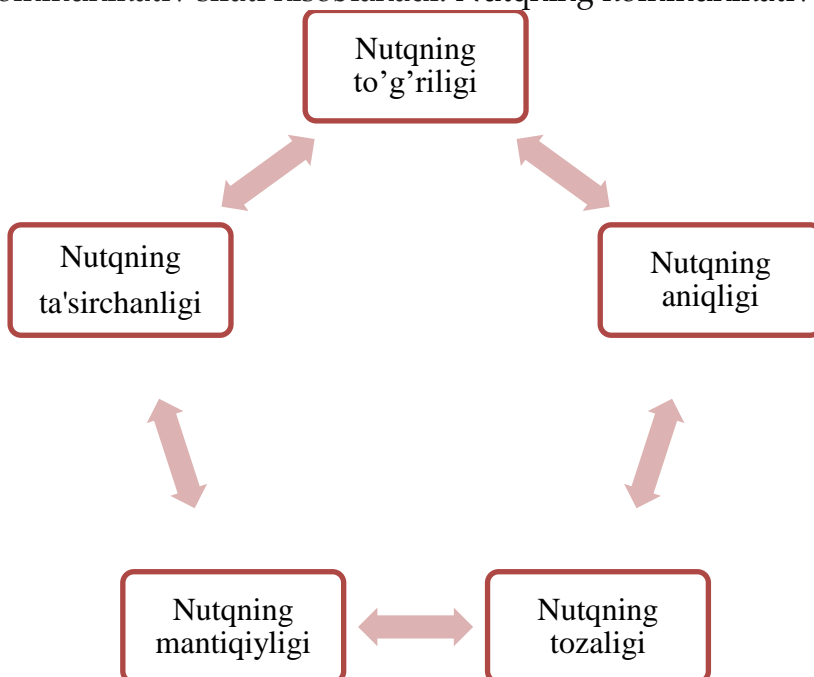 Nutqning
to’g’riligi
Nutqning
ta'sirchanligi
Nutqning
aniqligi
Nutqning
mantiqiyligi
Nutqning
tozaligi